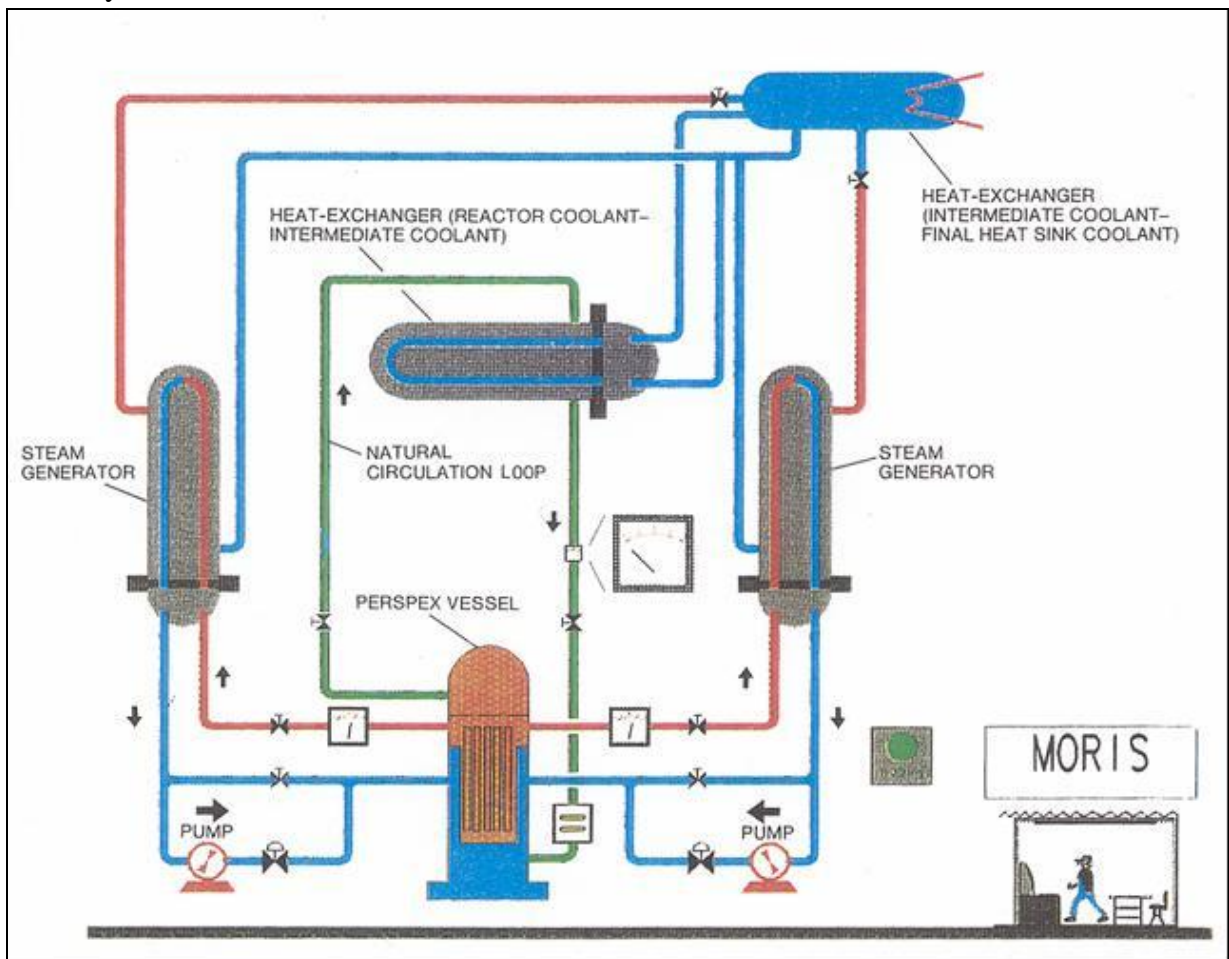 HEAT-EXCHANGER (REACTOR COOLANT–
INTERMEDIATE COOLANT)
HEAT-EXCHANGER
(INTERMEDIATE COOLANT–
FINAL HEAT SINK COOLANT)
STEAM
GENERATOR
NATURAL
CIRCULATION LOOP
STEAM
GENERATOR
PERSPEX VESSEL
MORIS
PUMP
PUMP